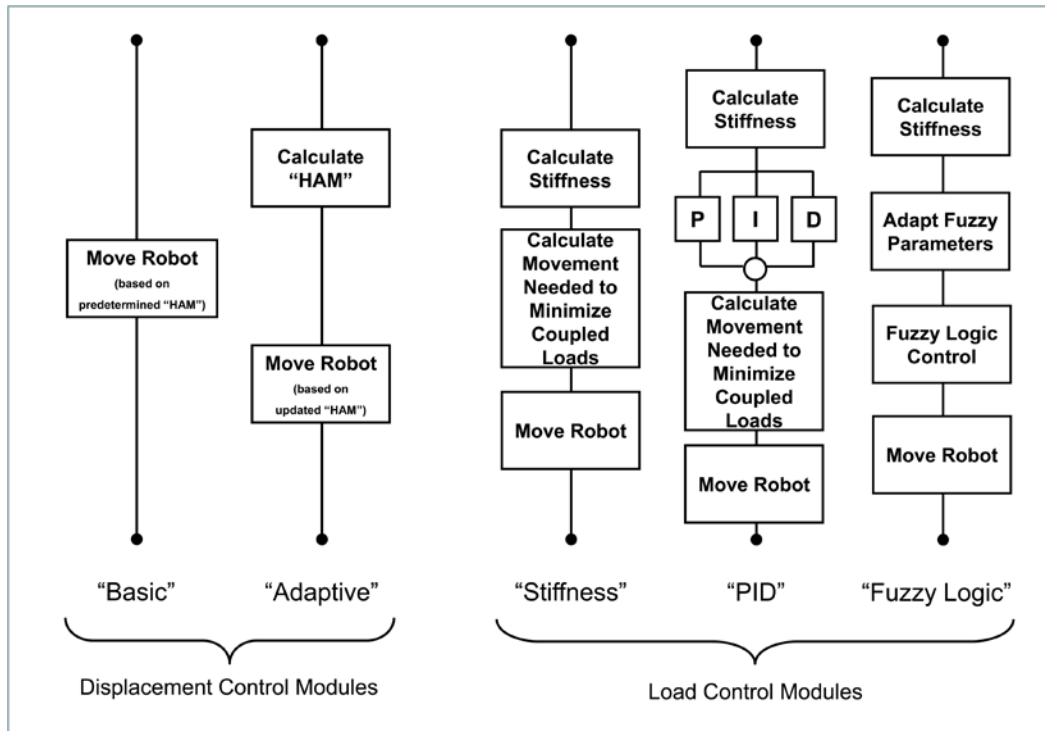 Move Robot
(based on
predetermined “HAM”)
“Basic”
Calculate
“HAM”
Move Robot
(based on
updated “HAM”)
“Adaptive”
Displacement Control Modules
Calculate
Stiffness
Calculate
Movement
Needed to
Minimize
Coupled
Loads
Move Robot
“Stiffness”
Calculate
Stiffness
P I D
Calculate
Movement
Needed to
Minimize
Coupled
Loads
Move Robot
“PID”
Calculate
Stiffness
Adapt Fuzzy
Parameters
Fuzzy Logic
Control
Move Robot
“Fuzzy Logic”
Load Control Modules